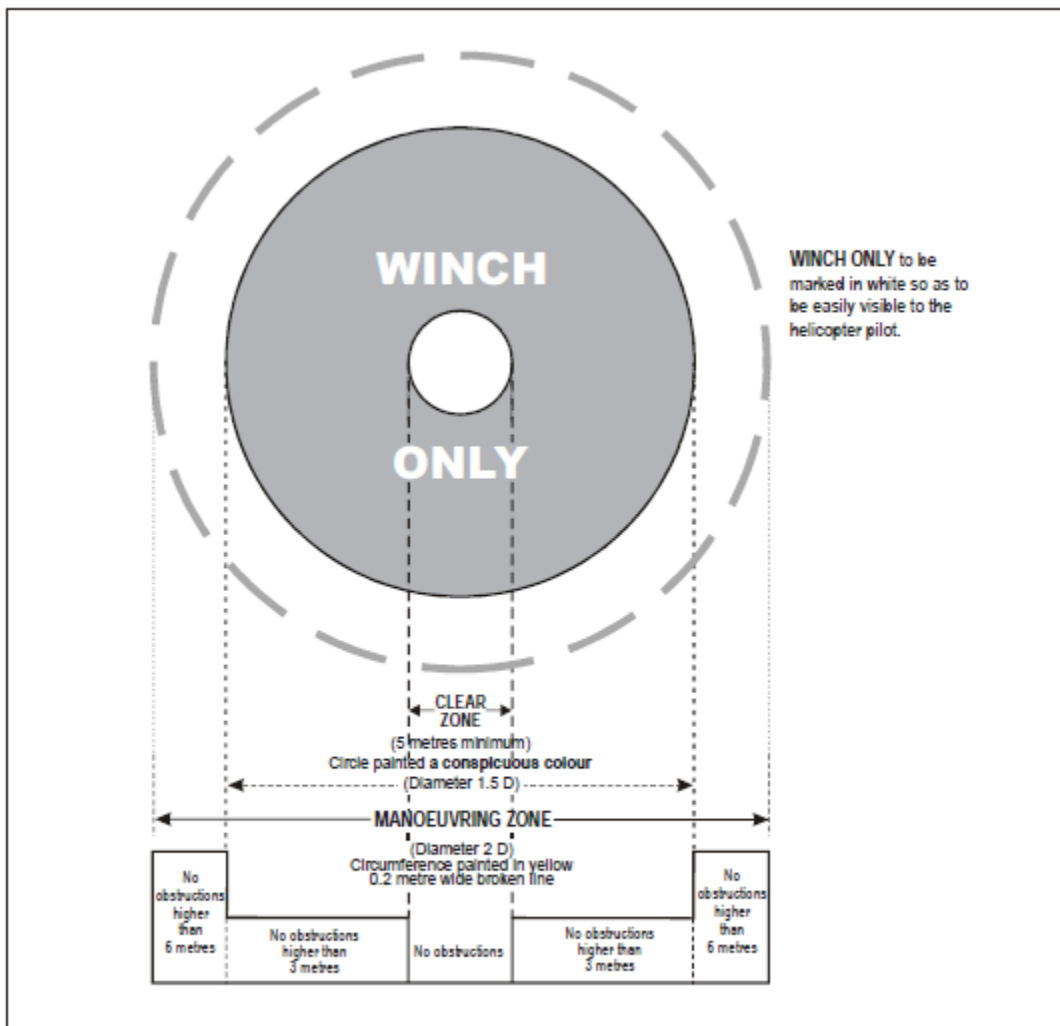 WINCH
ONLY
WINCH ONLY to be
marked in white so as to
be easily visible to the
helicopter pilot.
CLEAR
ZONE
(5 metres minimum)
Circle painted a conspicuous colour
(Diameter 1.5 D)
MANOEUVRING ZONE
(Diameter 2 D)
Circumference painted in yellow
0.2 metre wide broken line
No
obstructions
higher
than
6 metres
No obstructions
higher than
3 metres
No obstructions
No obstructions
higher than
3 metres
No
obstructions
higher
than
6 metres